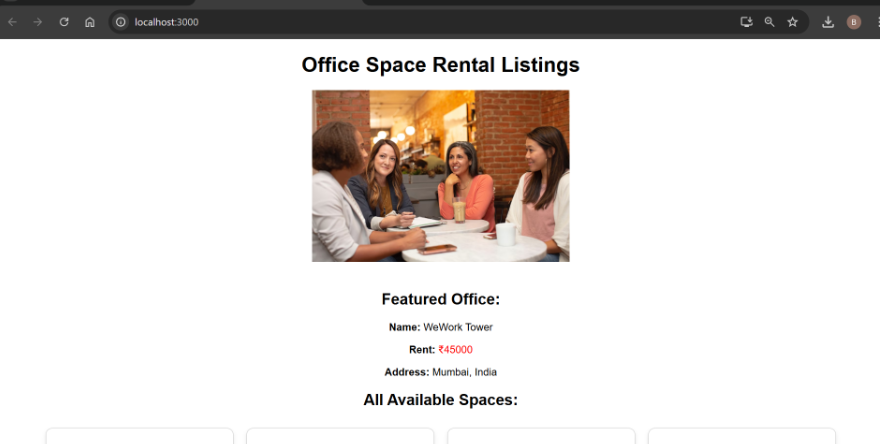 localhost:3000
B
Office Space Rental Listings
Featured Office:
Name: WeWork Tower
Rent: ₹45000
Address: Mumbai, India
All Available Spaces: